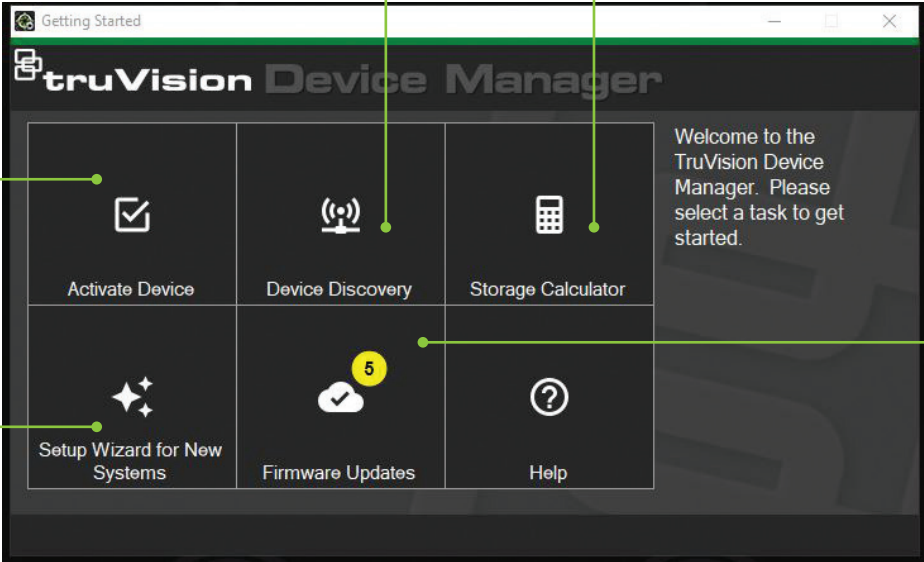 Getting Started
truVision Device Manager
Welcome to the
TruVision Device
Manager. Please
select a task to get
started.
Activate Device
Device Discovery
Storage Calculator
5
Setup Wizard for New
Systems
Firmware Updates
Help